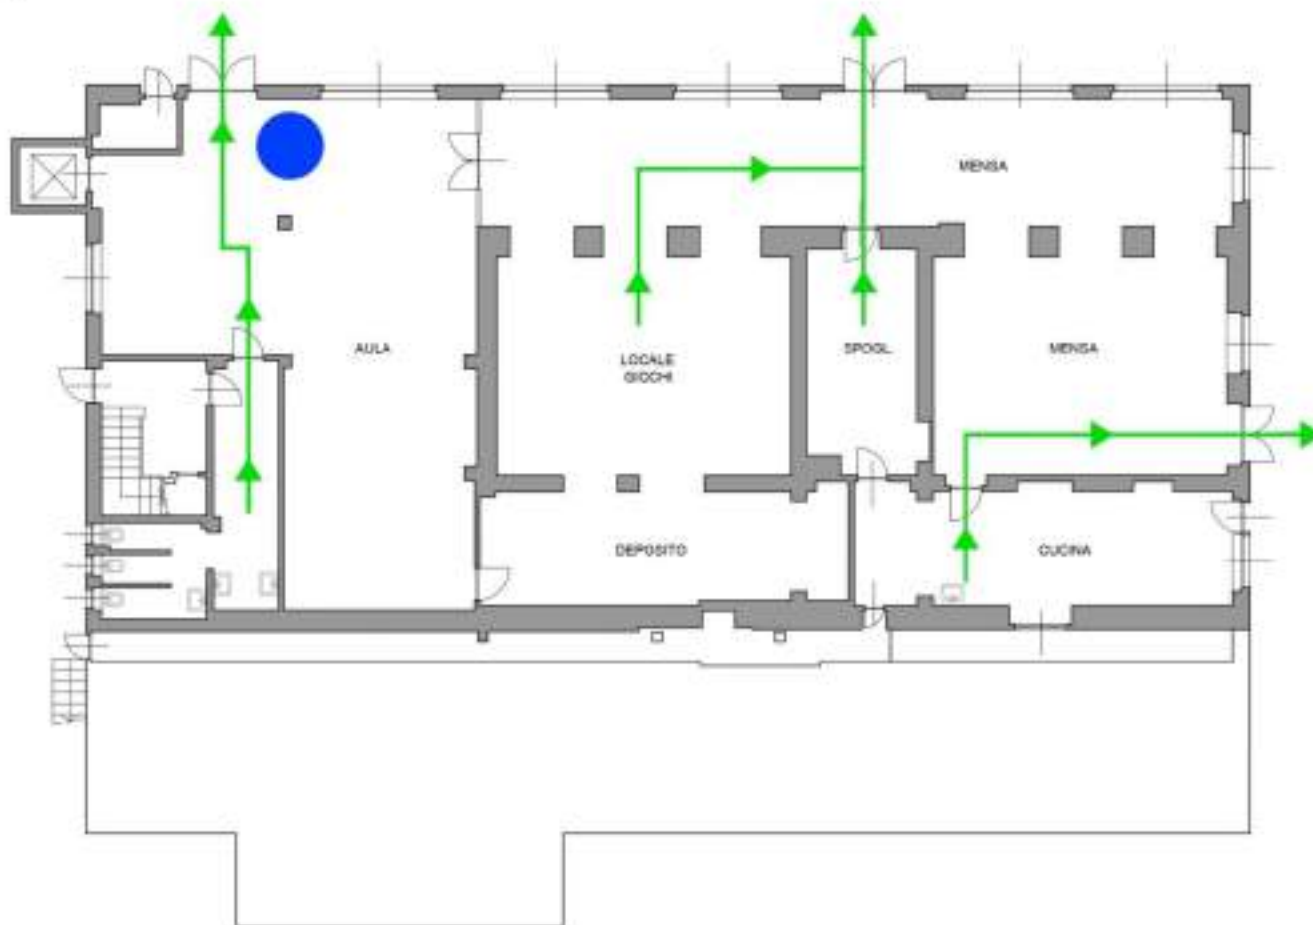 MENSA
AULA
LOCALE
GIOCHI
SPOGL.
MENSA
DEPOSITO
CUCINA